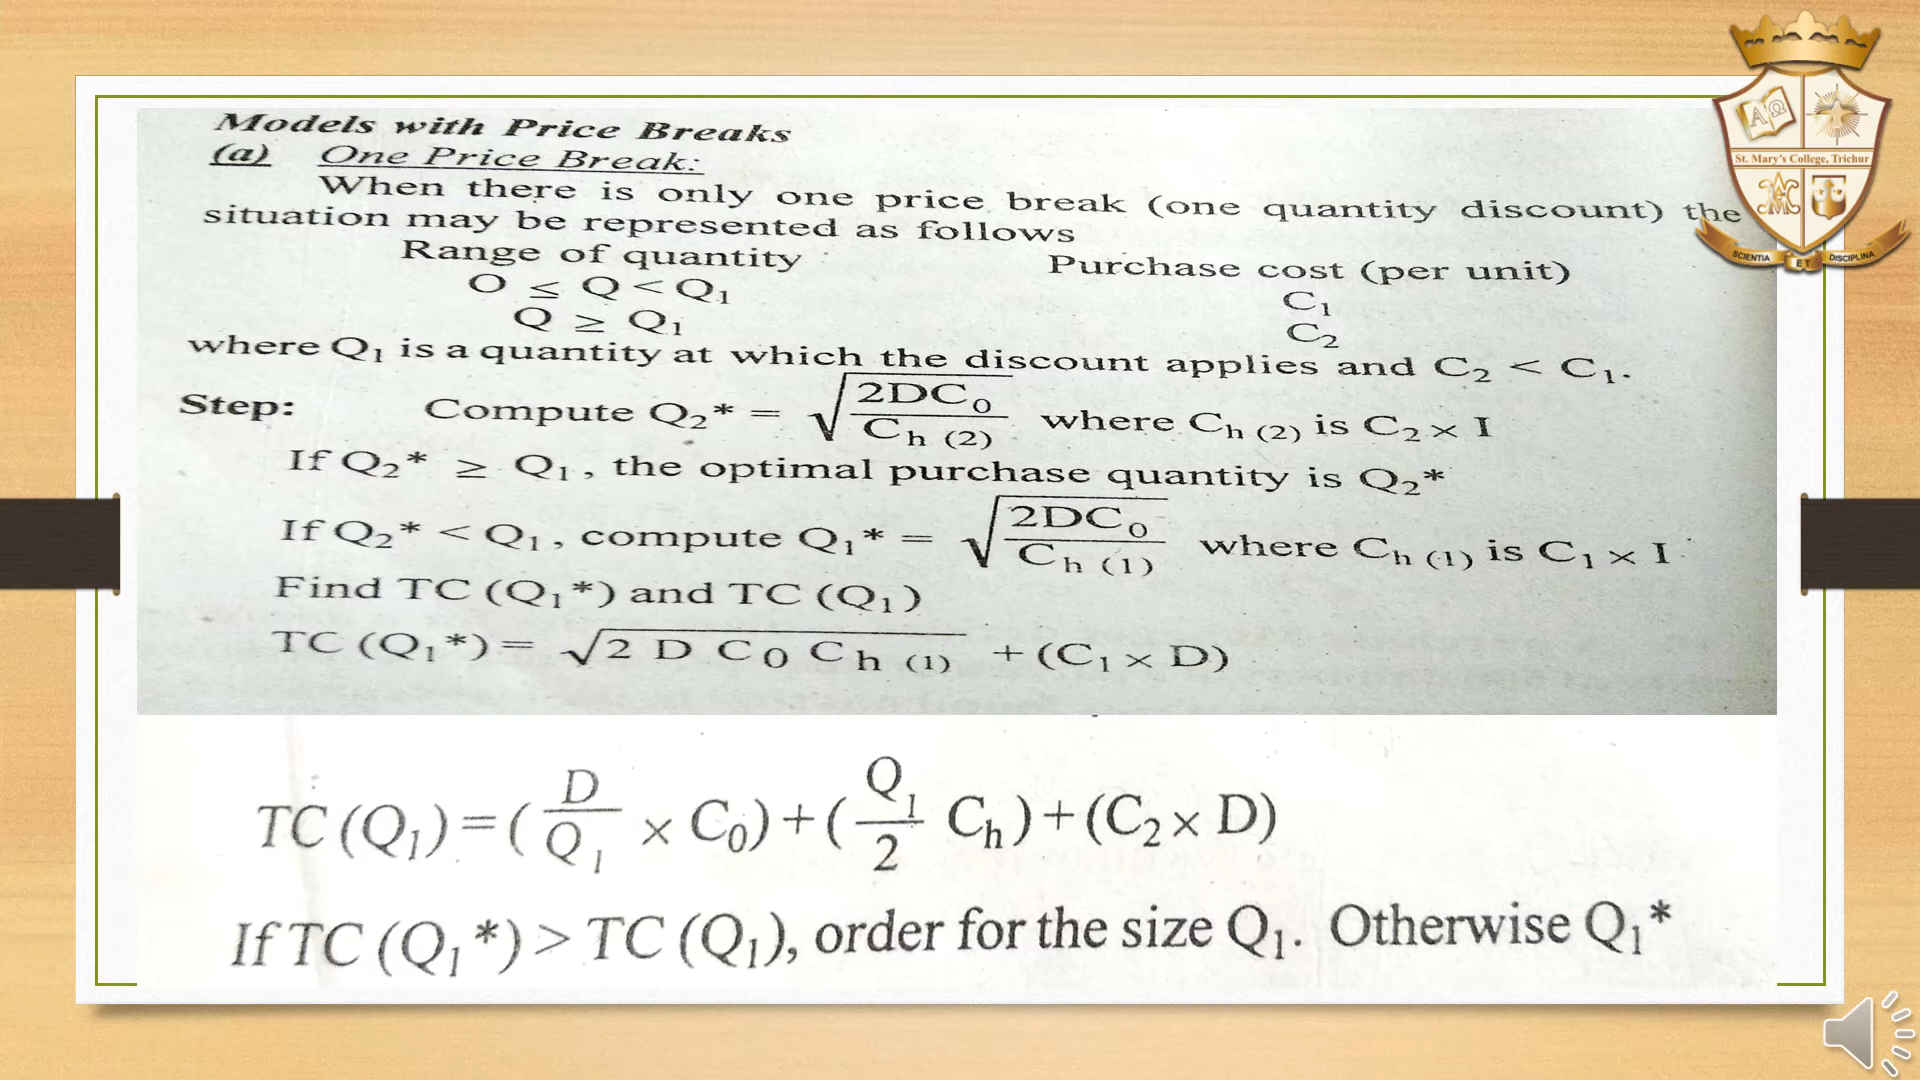 Models with Price Breaks
(a) One Price Break:
When there is only one price break (one quantity discount) the
situation may be represented as follows
Range of quantity Purchase cost (per unit)
O ≤ Q < Q₁ C₁
Q ≥ Q₁ C₂
where Q₁ is a quantity at which the discount applies and C₂ < C₁.
Step: Compute Q₂* = √(2DC₀ / Cₕ ₍₂₎) where Cₕ ₍₂₎ is C₂ × I
If Q₂* ≥ Q₁, the optimal purchase quantity is Q₂*
If Q₂* < Q₁, compute Q₁* = √(2DC₀ / Cₕ ₍₁₎) where Cₕ ₍₁₎ is C₁ × I
Find TC (Q₁*) and TC (Q₁)
TC (Q₁*) = √(2 D C₀ Cₕ ₍₁₎) + (C₁ × D)
TC (Q₁) = (D/Q₁ × C₀) + (Q₁/2 Cₕ) + (C₂ × D)
If TC (Q₁*) > TC (Q₁), order for the size Q₁. Otherwise Q₁*
ΑΩ
St. Mary's College, Trichur
SCIENTIA ET DISCIPLINA